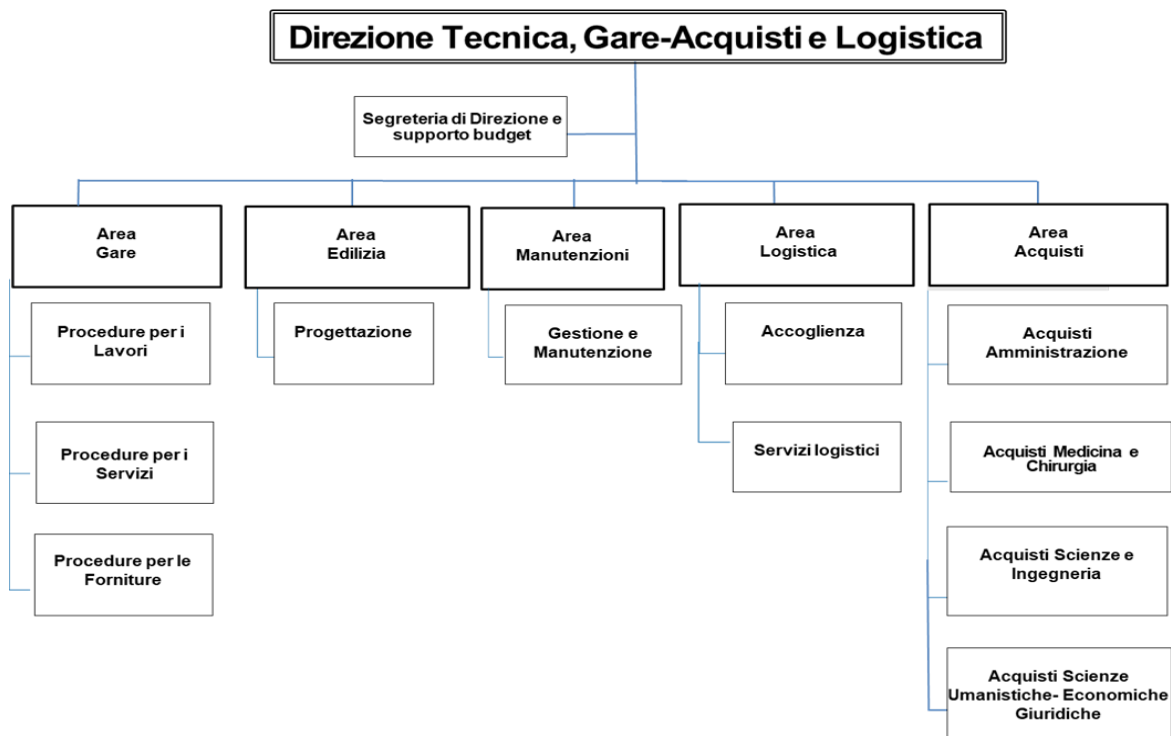 Direzione Tecnica, Gare-Acquisti e Logistica
Segreteria di Direzione e
supporto budget
Area
Gare
Area
Edilizia
Area
Manutenzioni
Area
Logistica
Area
Acquisti
Procedure per i
Lavori
Progettazione
Gestione e
Manutenzione
Accoglienza
Acquisti
Amministrazione
Procedure per i
Servizi
Servizi logistici
Acquisti Medicina e
Chirurgia
Procedure per le
Forniture
Acquisti Scienze e
Ingegneria
Acquisti Scienze
Umanistiche- Economiche
Giuridiche